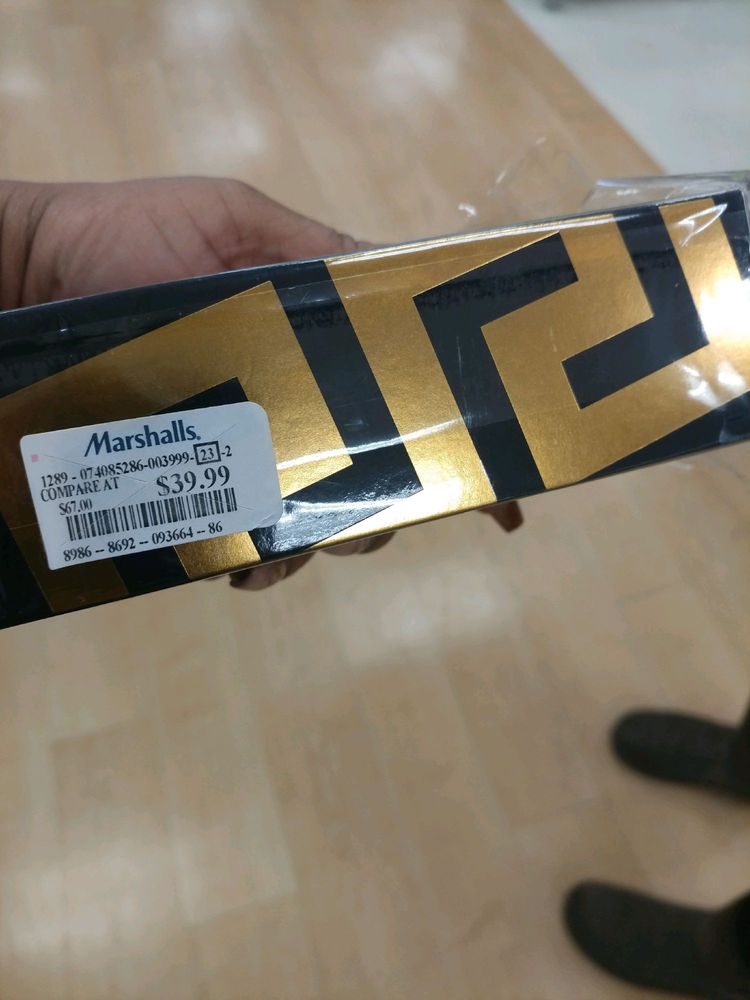 Marshalls.
1289 - 074085286-003999-23-2
COMPARE AT
$39.99
$67.00
8986 -- 8692 -- 093664 -- 86